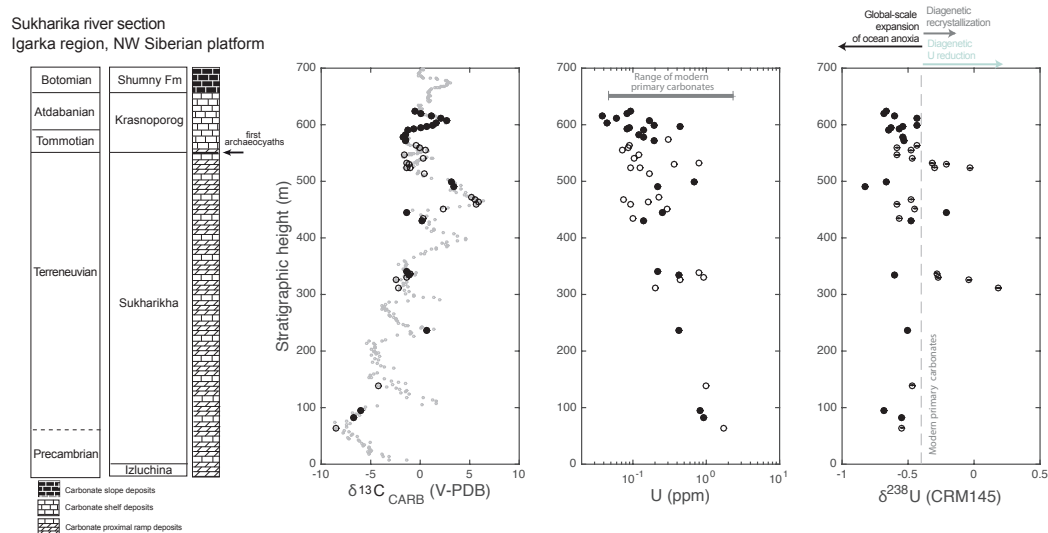 Sukharika river section
Igarka region, NW Siberian platform
Global-scale
expansion
of ocean anoxia
Diagenetic
recrystallization
Diagenetic
U reduction
Botomian
Shumny Fm
Atdabanian
Krasnoporog
Tommotian
first
archaeocyaths
Terreneuvian
Sukharikha
Precambrian
Izluchina
Carbonate slope deposits
Carbonate shelf deposits
Carbonate proximal ramp deposits
Stratigraphic height (m)
700
600
500
400
300
200
100
0
-10
-5
0
5
10
δ13C CARB (V-PDB)
Range of modern
primary carbonates
700
600
500
400
300
200
100
0
10-2
10-1
100
101
U (ppm)
700
600
500
400
300
200
100
0
Modern primary carbonates
-1
-0.5
0
0.5
δ238U (CRM145)